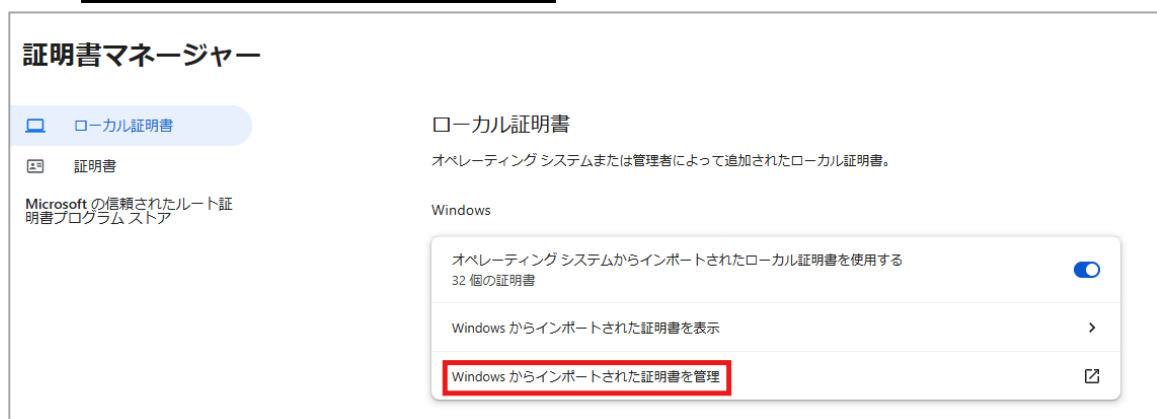 証明書マネージャー
ローカル証明書
証明書
Microsoft の信頼されたルート証
明書プログラム ストア
ローカル証明書
オペレーティング システムまたは管理者によって追加されたローカル証明書。
Windows
オペレーティング システムからインポートされたローカル証明書を使用する
32 個の証明書
Windows からインポートされた証明書を表示
Windows からインポートされた証明書を管理